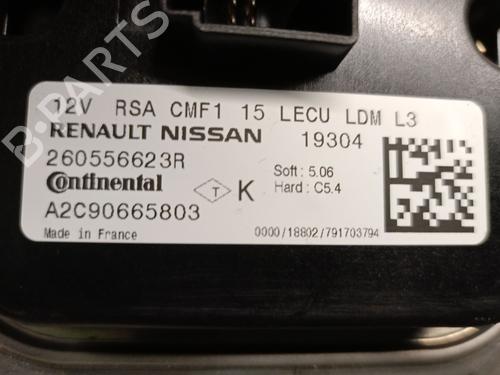 12V RSA CMF1 15 LECU LDM L3
RENAULT NISSAN 19304
260556623R
Continental
Soft : 5.06
Hard : C5.4
T K
A2C90665803
Made in France
0000/18802/791703794
B-PARTS